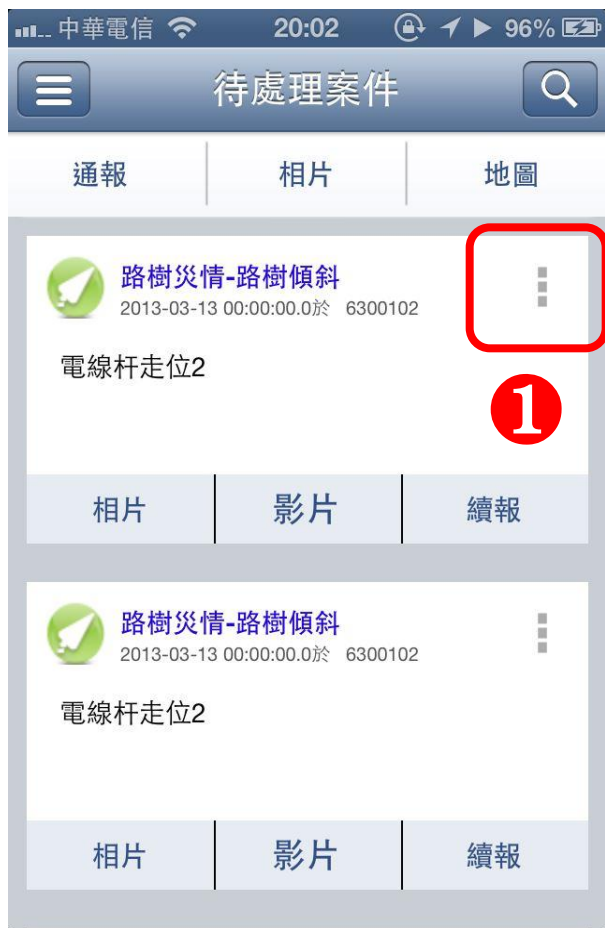 中華電信 20:02 96%
待處理案件
通報 相片 地圖
路樹災情-路樹傾斜
2013-03-13 00:00:00.0於 6300102
電線杆走位2
1
相片 影片 續報
路樹災情-路樹傾斜
2013-03-13 00:00:00.0於 6300102
電線杆走位2
相片 影片 續報